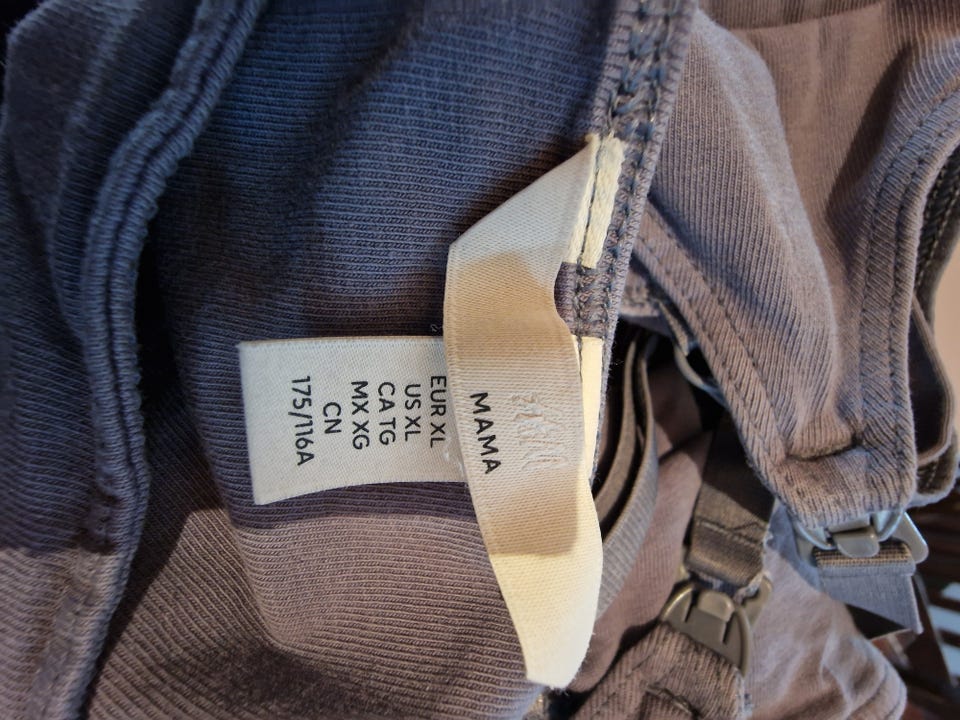 MAMA
EUR XL
US XL
CA TG
MX XG
CN
175/116A